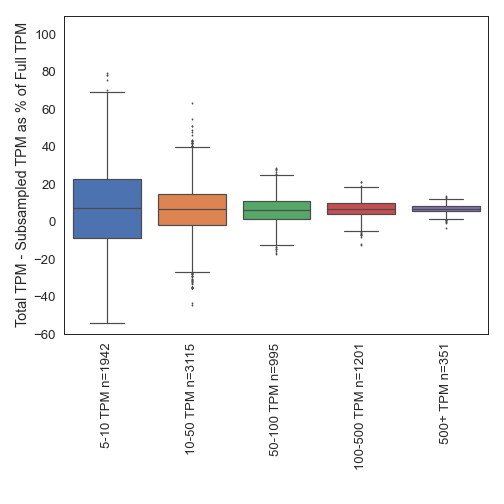 Total TPM - Subsampled TPM as % of Full TPM
100
80
60
40
20
0
−20
−40
−60
5-10 TPM n=1942
10-50 TPM n=3115
50-100 TPM n=995
100-500 TPM n=1201
500+ TPM n=351